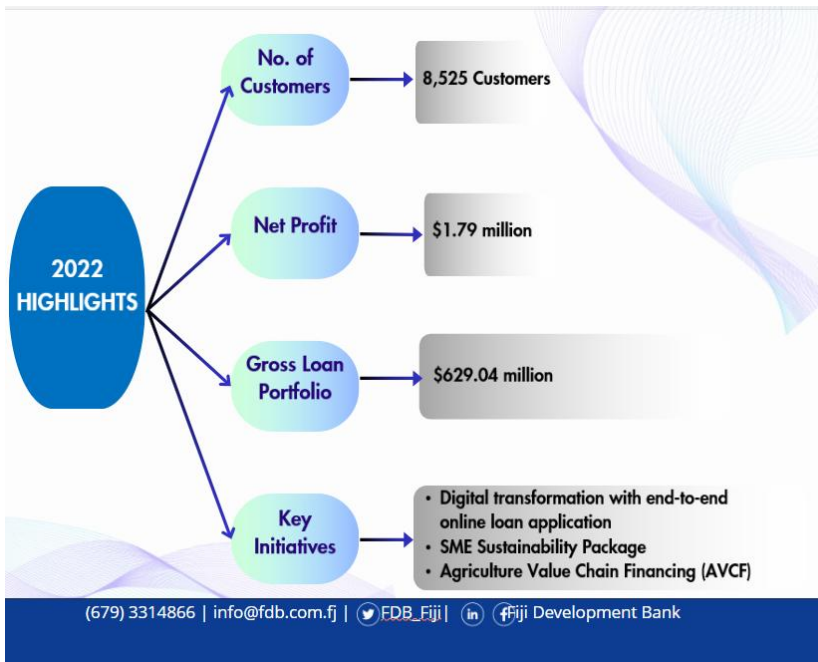 2022
HIGHLIGHTS
No. of
Customers
8,525 Customers
Net Profit
$1.79 million
Gross Loan
Portfolio
$629.04 million
Key
Initiatives
• Digital transformation with end-to-end
online loan application
• SME Sustainability Package
• Agriculture Value Chain Financing (AVCF)
(679) 3314866 | info@fdb.com.fj | FDB_Fiji | in f Fiji Development Bank